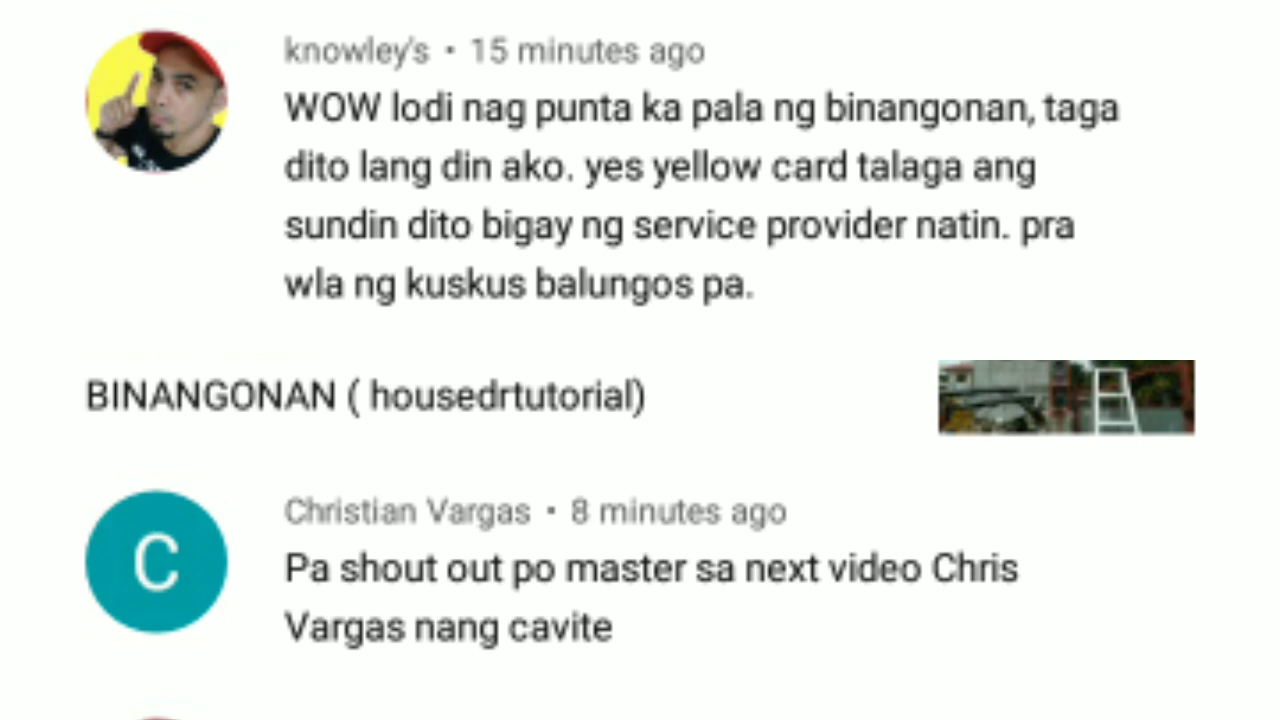 knowley's • 15 minutes ago
WOW lodi nag punta ka pala ng binangonan, taga
dito lang din ako. yes yellow card talaga ang
sundin dito bigay ng service provider natin. pra
wla ng kuskus balungos pa.
BINANGONAN ( housedrtutorial)
C
Christian Vargas • 8 minutes ago
Pa shout out po master sa next video Chris
Vargas nang cavite